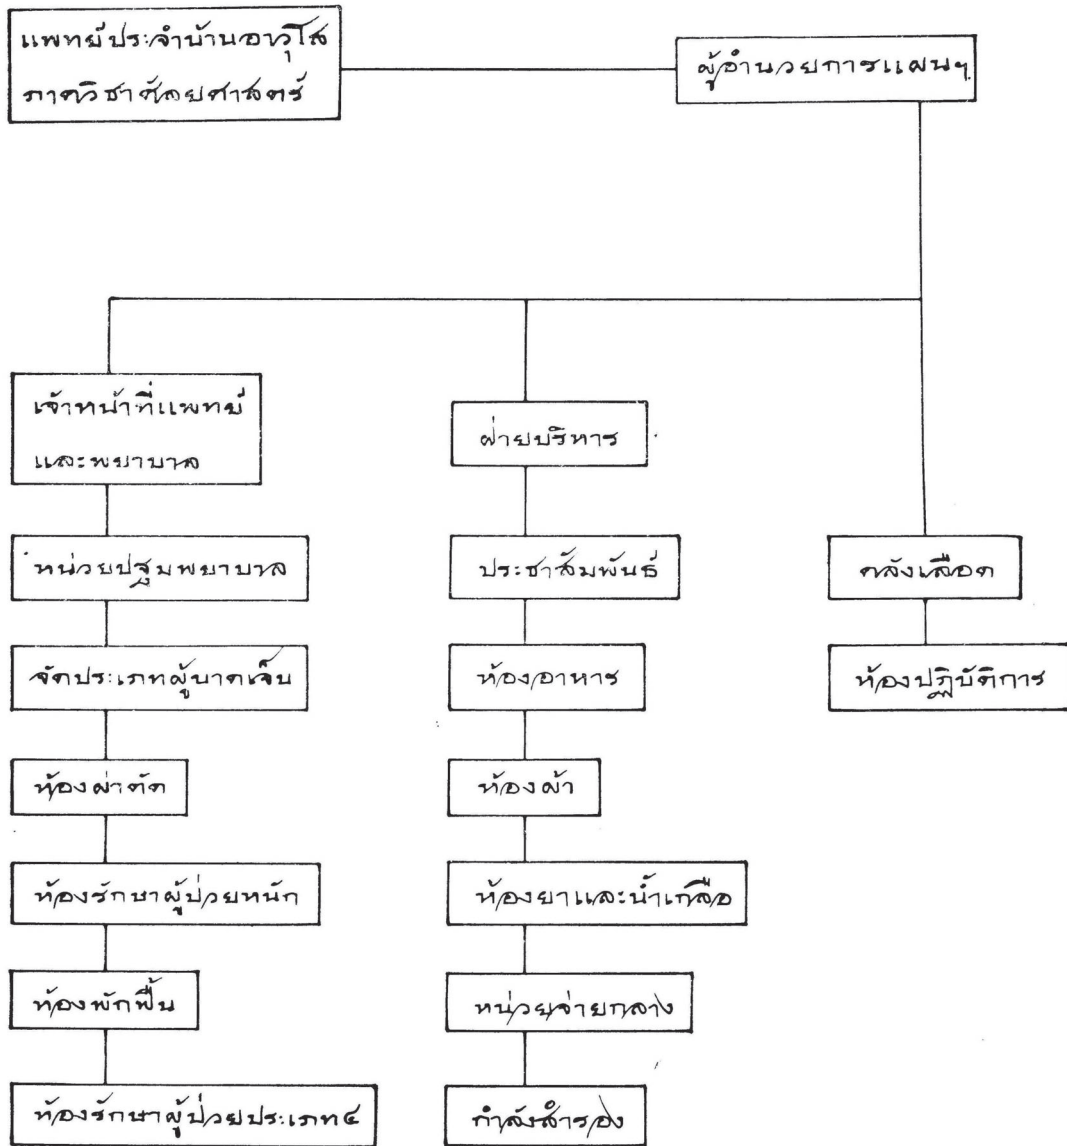 แพทย์ประจำบ้านอาวุโส
ภาควิชาศัลยศาสตร์
ผู้อำนวยการแผนฯ
เจ้าหน้าที่แพทย์
และพยาบาล
ฝ่ายบริหาร
หน่วยปฐมพยาบาล
ประชาสัมพันธ์
คลังเลือด
จัดประเภทผู้บาดเจ็บ
ห้องอาหาร
ห้องปฏิบัติการ
ห้องผ่าตัด
ห้องผ้า
ห้องรักษาผู้ป่วยหนัก
ห้องยาและน้ำเกลือ
ห้องพักฟื้น
หน่วยจ่ายกลาง
ห้องรักษาผู้ป่วยประเภท๔
กำลังสำรอง